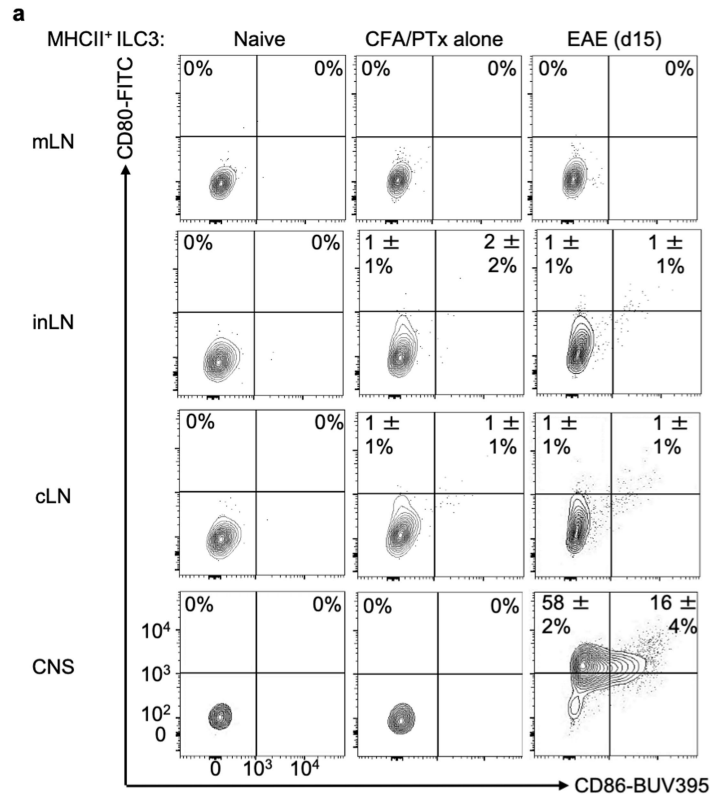 a
MHCII⁺ ILC3: Naive CFA/PTx alone EAE (d15)
CD80-FITC
mLN
0% 0% 0% 0% 0% 0%
inLN
0% 0% 1 ± 2 ± 1 ± 1 ±
1% 2% 1% 1%
cLN
0% 0% 1 ± 1 ± 1 ± 1 ±
1% 1% 1% 1%
CNS
0% 0% 0% 0% 58 ± 16 ±
2% 4%
10⁴
10³
10²
0
0 10³ 10⁴
CD86-BUV395